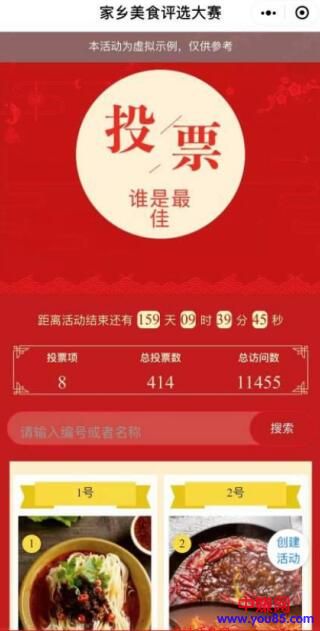 家乡美食评选大赛
本活动为虚拟示例，仅供参考
投票
谁是最
佳
距离活动结束还有 159 天 09 时 39 分 45 秒
投票项 总投票数 总访问数
8 414 11455
请输入编号或者名称 搜索
1号 2号
1 2
创建
活动
中赚网
www.you85.com